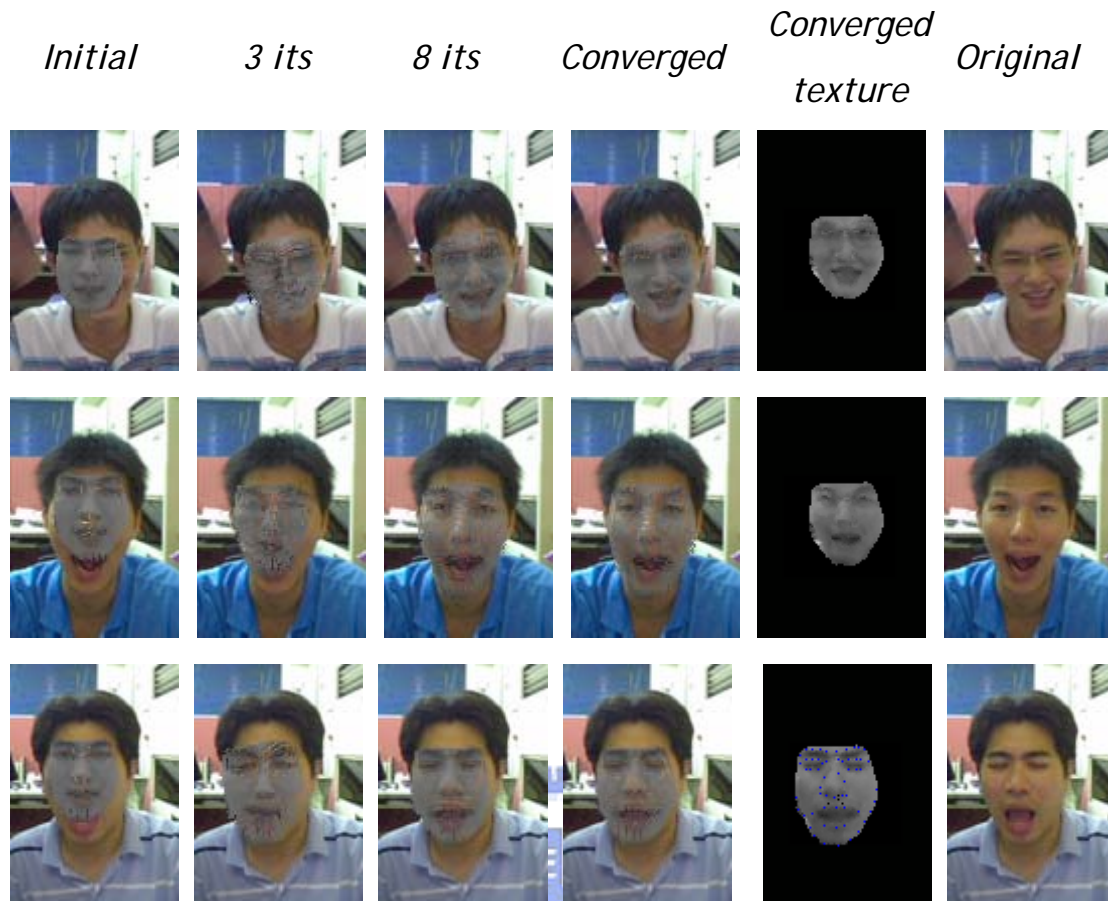 Initial
3 its
8 its
Converged
Converged
texture
Original